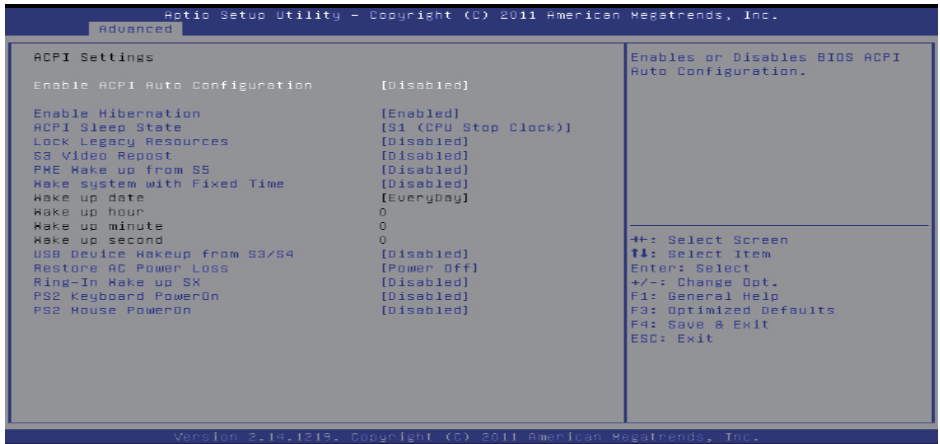 Aptio Setup Utility – Copyright (C) 2011 American Megatrends, Inc.
Advanced
ACPI Settings
Enable ACPI Auto Configuration [Disabled]
Enable Hibernation [Enabled]
ACPI Sleep State [S1 (CPU Stop Clock)]
Lock Legacy Resources [Disabled]
S3 Video Repost [Disabled]
PME Wake up from S5 [Disabled]
Wake system with Fixed Time [Disabled]
Wake up date [EveryDay]
Wake up hour 0
Wake up minute 0
Wake up second 0
USB Device Wakeup from S3/S4 [Disabled]
Restore AC Power Loss [Power Off]
Ring-In Wake up SX [Disabled]
PS2 Keyboard PowerOn [Disabled]
PS2 Mouse PowerOn [Disabled]
Enables or Disables BIOS ACPI
Auto Configuration.
→←: Select Screen
↑↓: Select Item
Enter: Select
+/-: Change Opt.
F1: General Help
F3: Optimized Defaults
F4: Save & Exit
ESC: Exit
Version 2.14.1219. Copyright (C) 2011 American Megatrends, Inc.